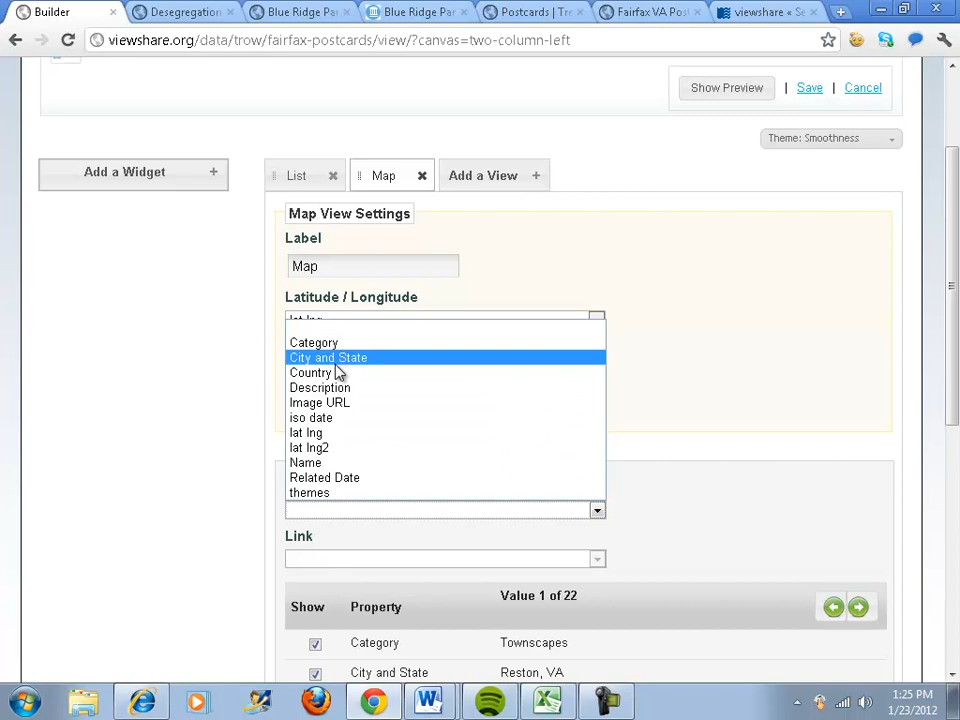 Builder
Desegregation
Blue Ridge Par
Blue Ridge Par
Postcards | Tr
Fairfax VA Post
viewshare « Se
viewshare.org/data/trow/fairfax-postcards/view/?canvas=two-column-left
Show Preview | Save | Cancel
Theme: Smoothness
Add a Widget +
List
Map
Add a View +
Map View Settings
Label
Map
Latitude / Longitude
lat lng
Category
City and State
Country
Description
Image URL
iso date
lat lng
lat lng2
Name
Related Date
themes
Link
Show Property Value 1 of 22
Category Townscapes
City and State Reston, VA
1:25 PM
1/23/2012